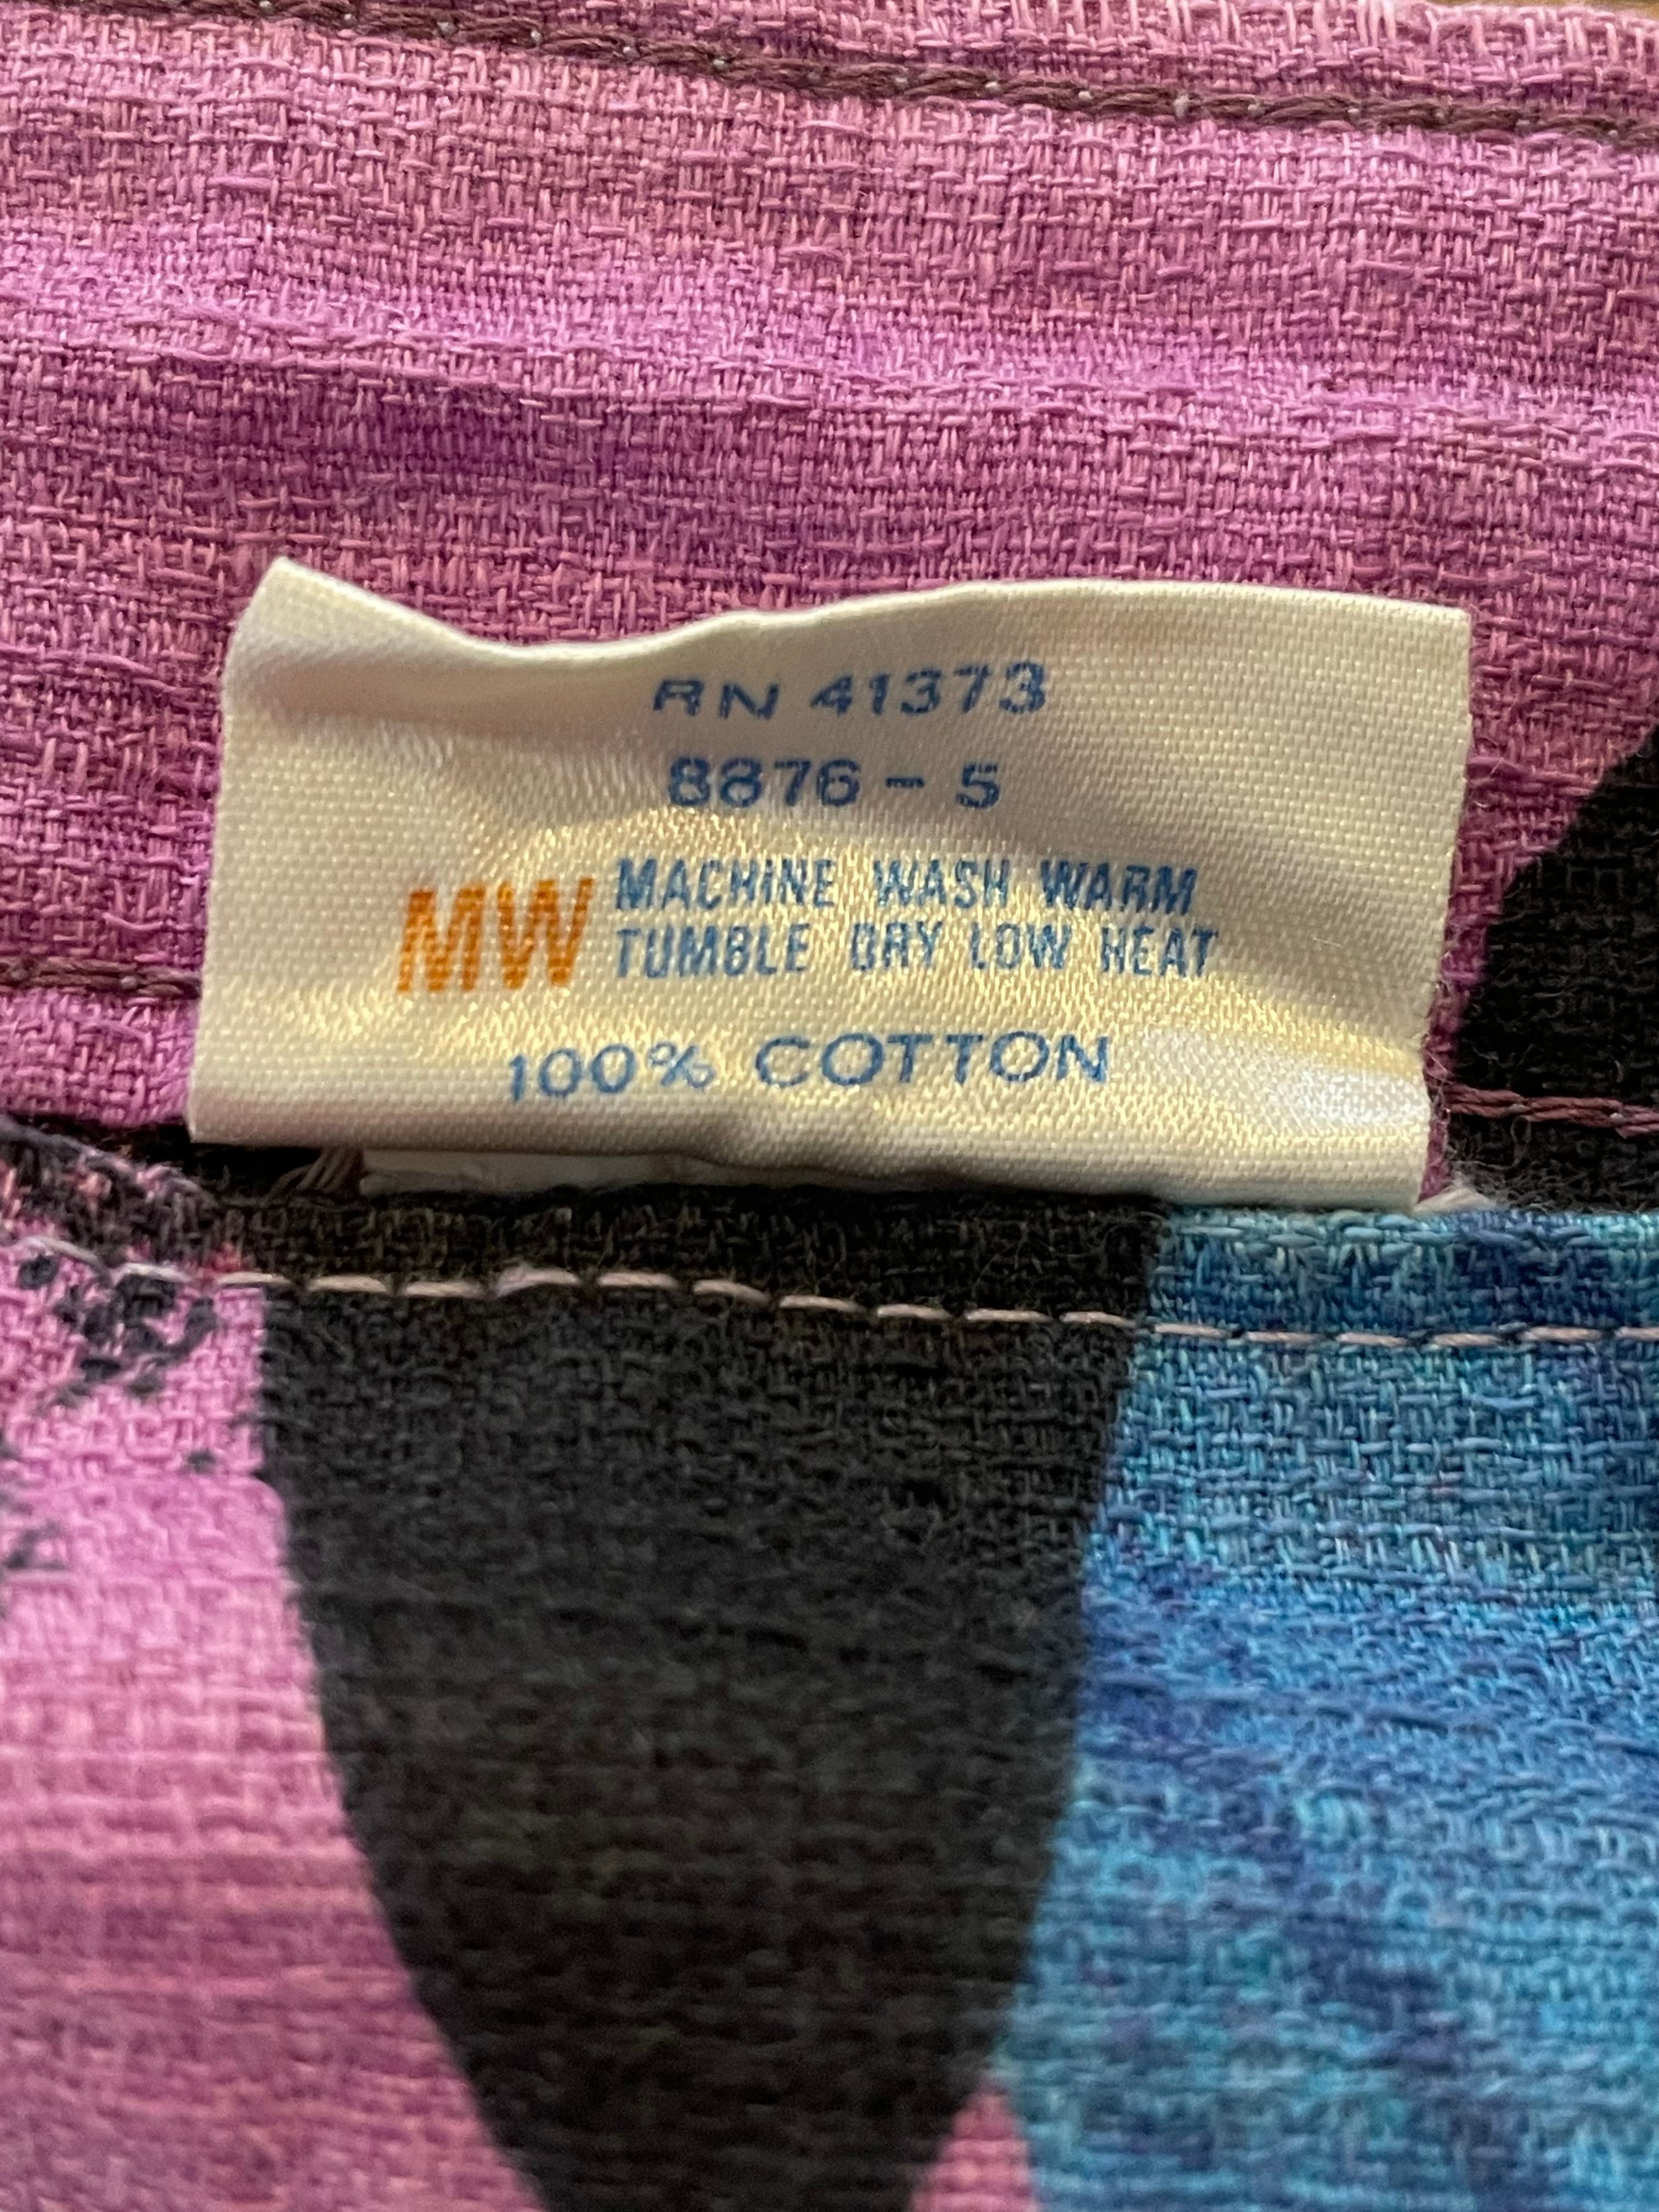 RN 41373
8876 - 5
MW MACHINE WASH WARM
TUMBLE DRY LOW HEAT
100% COTTON